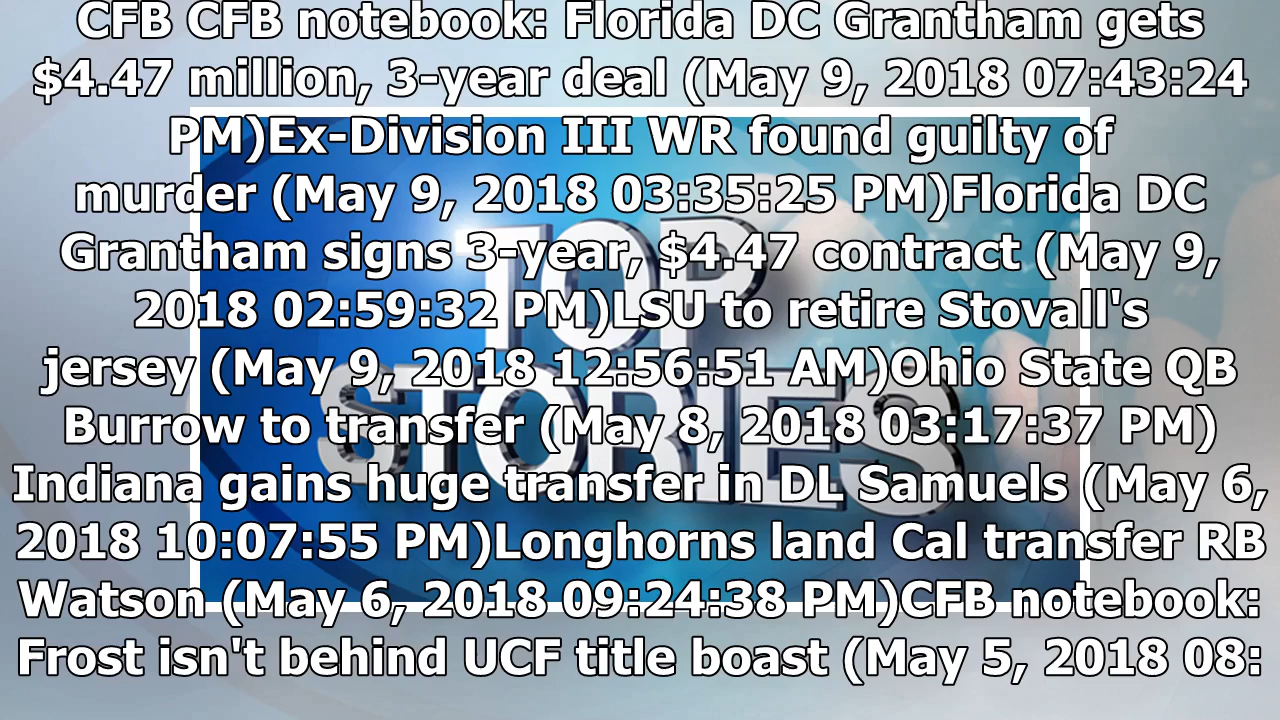 CFB CFB notebook: Florida DC Grantham gets
$4.47 million, 3-year deal (May 9, 2018 07:43:24
PM)Ex-Division III WR found guilty of
murder (May 9, 2018 03:35:25 PM)Florida DC
Grantham signs 3-year, $4.47 contract (May 9,
2018 02:59:32 PM)LSU to retire Stovall's
jersey (May 9, 2018 12:56:51 AM)Ohio State QB
Burrow to transfer (May 8, 2018 03:17:37 PM)
Indiana gains huge transfer in DL Samuels (May 6,
2018 10:07:55 PM)Longhorns land Cal transfer RB
Watson (May 6, 2018 09:24:38 PM)CFB notebook:
Frost isn't behind UCF title boast (May 5, 2018 08:
TOP
STORIES